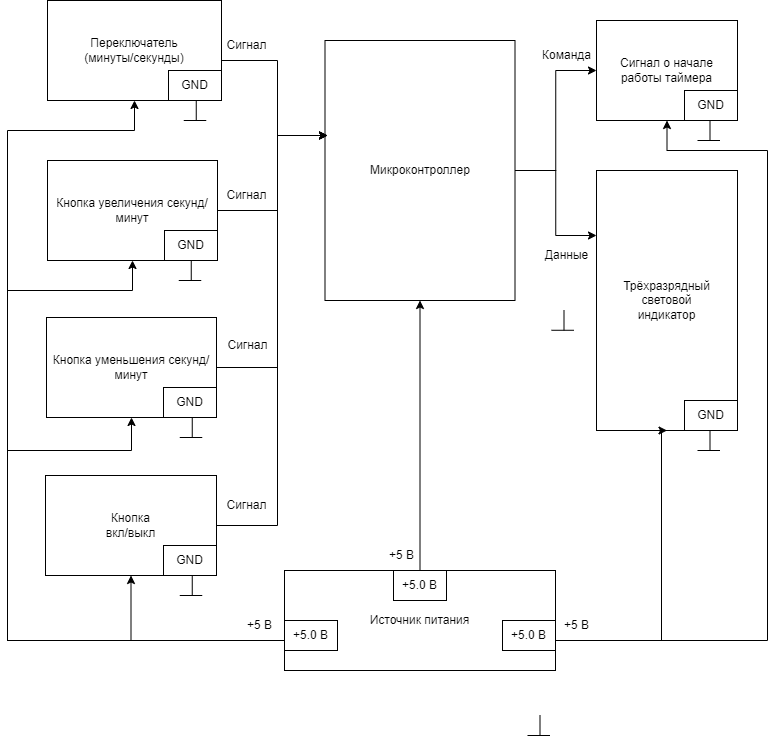 Переключатель
(минуты/секунды)
GND
Сигнал
Кнопка увеличения секунд/
минут
GND
Сигнал
Кнопка уменьшения секунд/
минут
GND
Сигнал
Кнопка
вкл/выкл
GND
Сигнал
Микроконтроллер
Команда
Сигнал о начале
работы таймера
GND
Данные
Трёхразрядный
световой
индикатор
GND
+5 В
+5.0 В
Источник питания
+5 В
+5.0 В
+5.0 В
+5 В